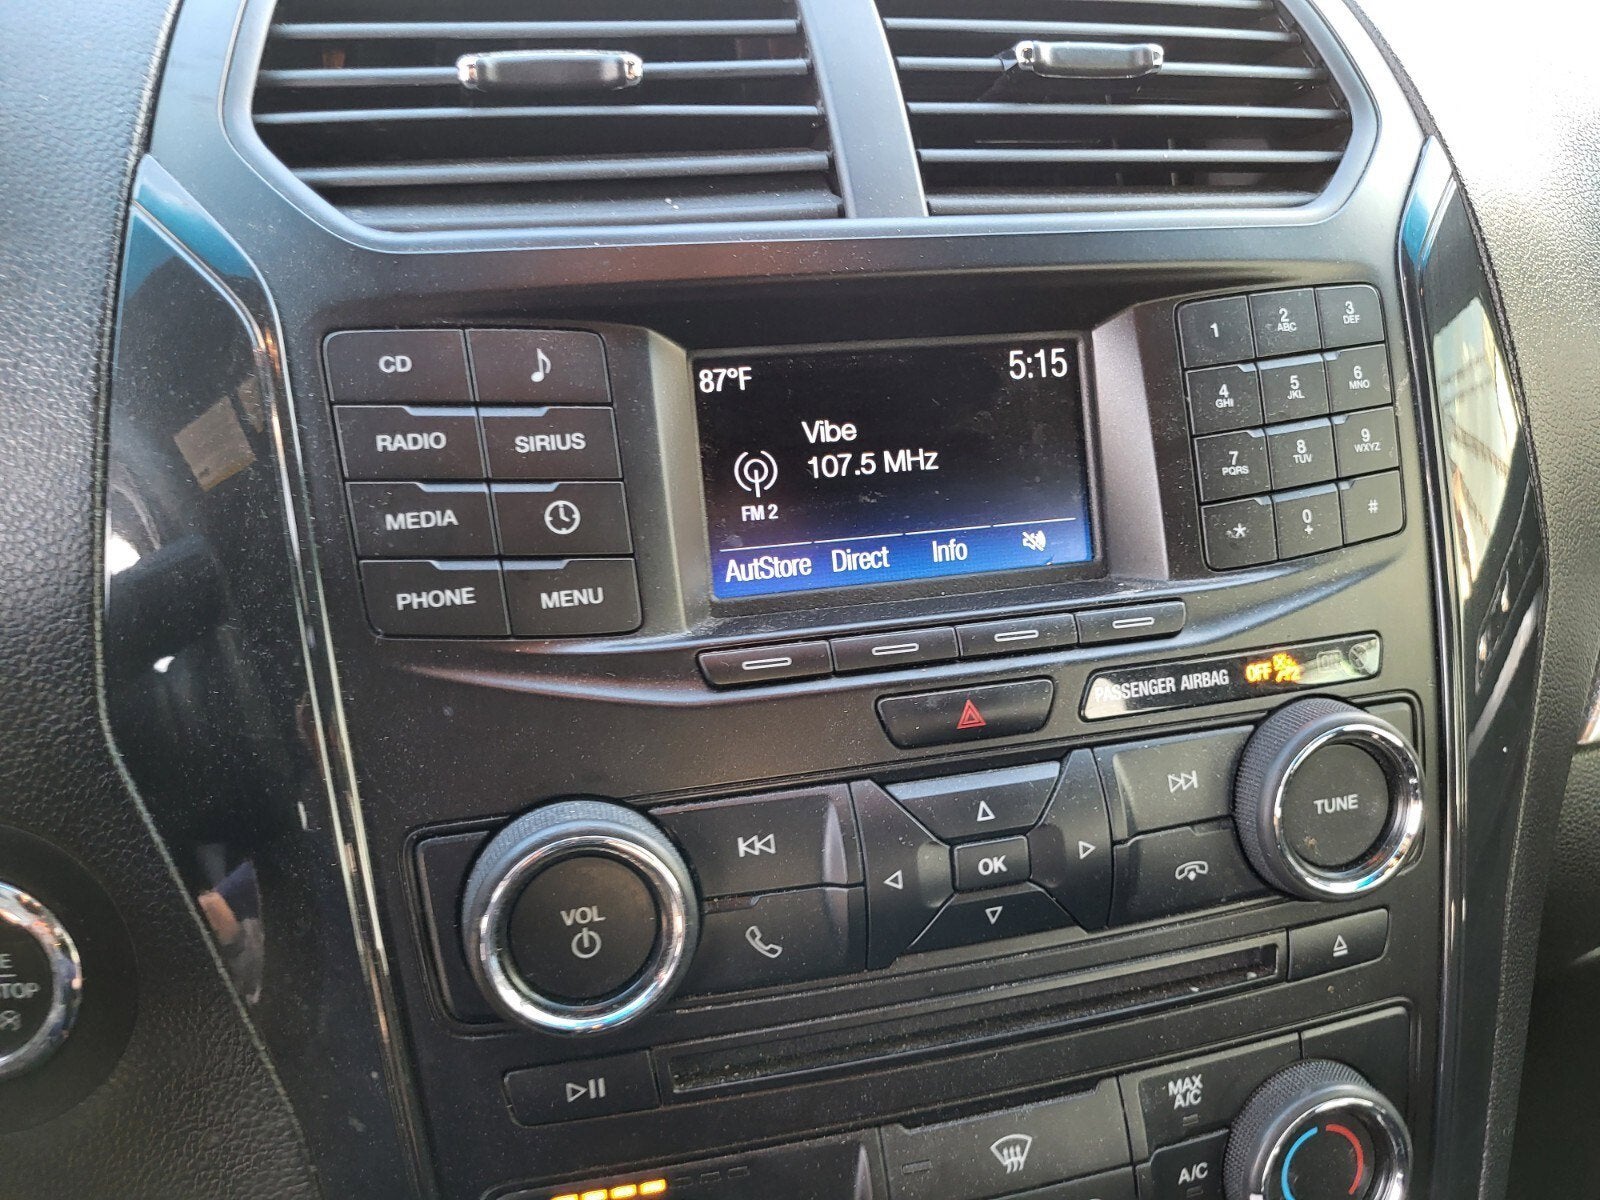 CD
RADIO SIRIUS
MEDIA
PHONE MENU
87°F 5:15
Vibe
107.5 MHz
FM 2
AutStore Direct Info
1 2 ABC 3 DEF
4 GHI 5 JKL 6 MNO
7 PQRS 8 TUV 9 WXYZ
* 0 + #
PASSENGER AIRBAG OFF
TUNE
OK
VOL
TOP
MAX
A/C
A/C